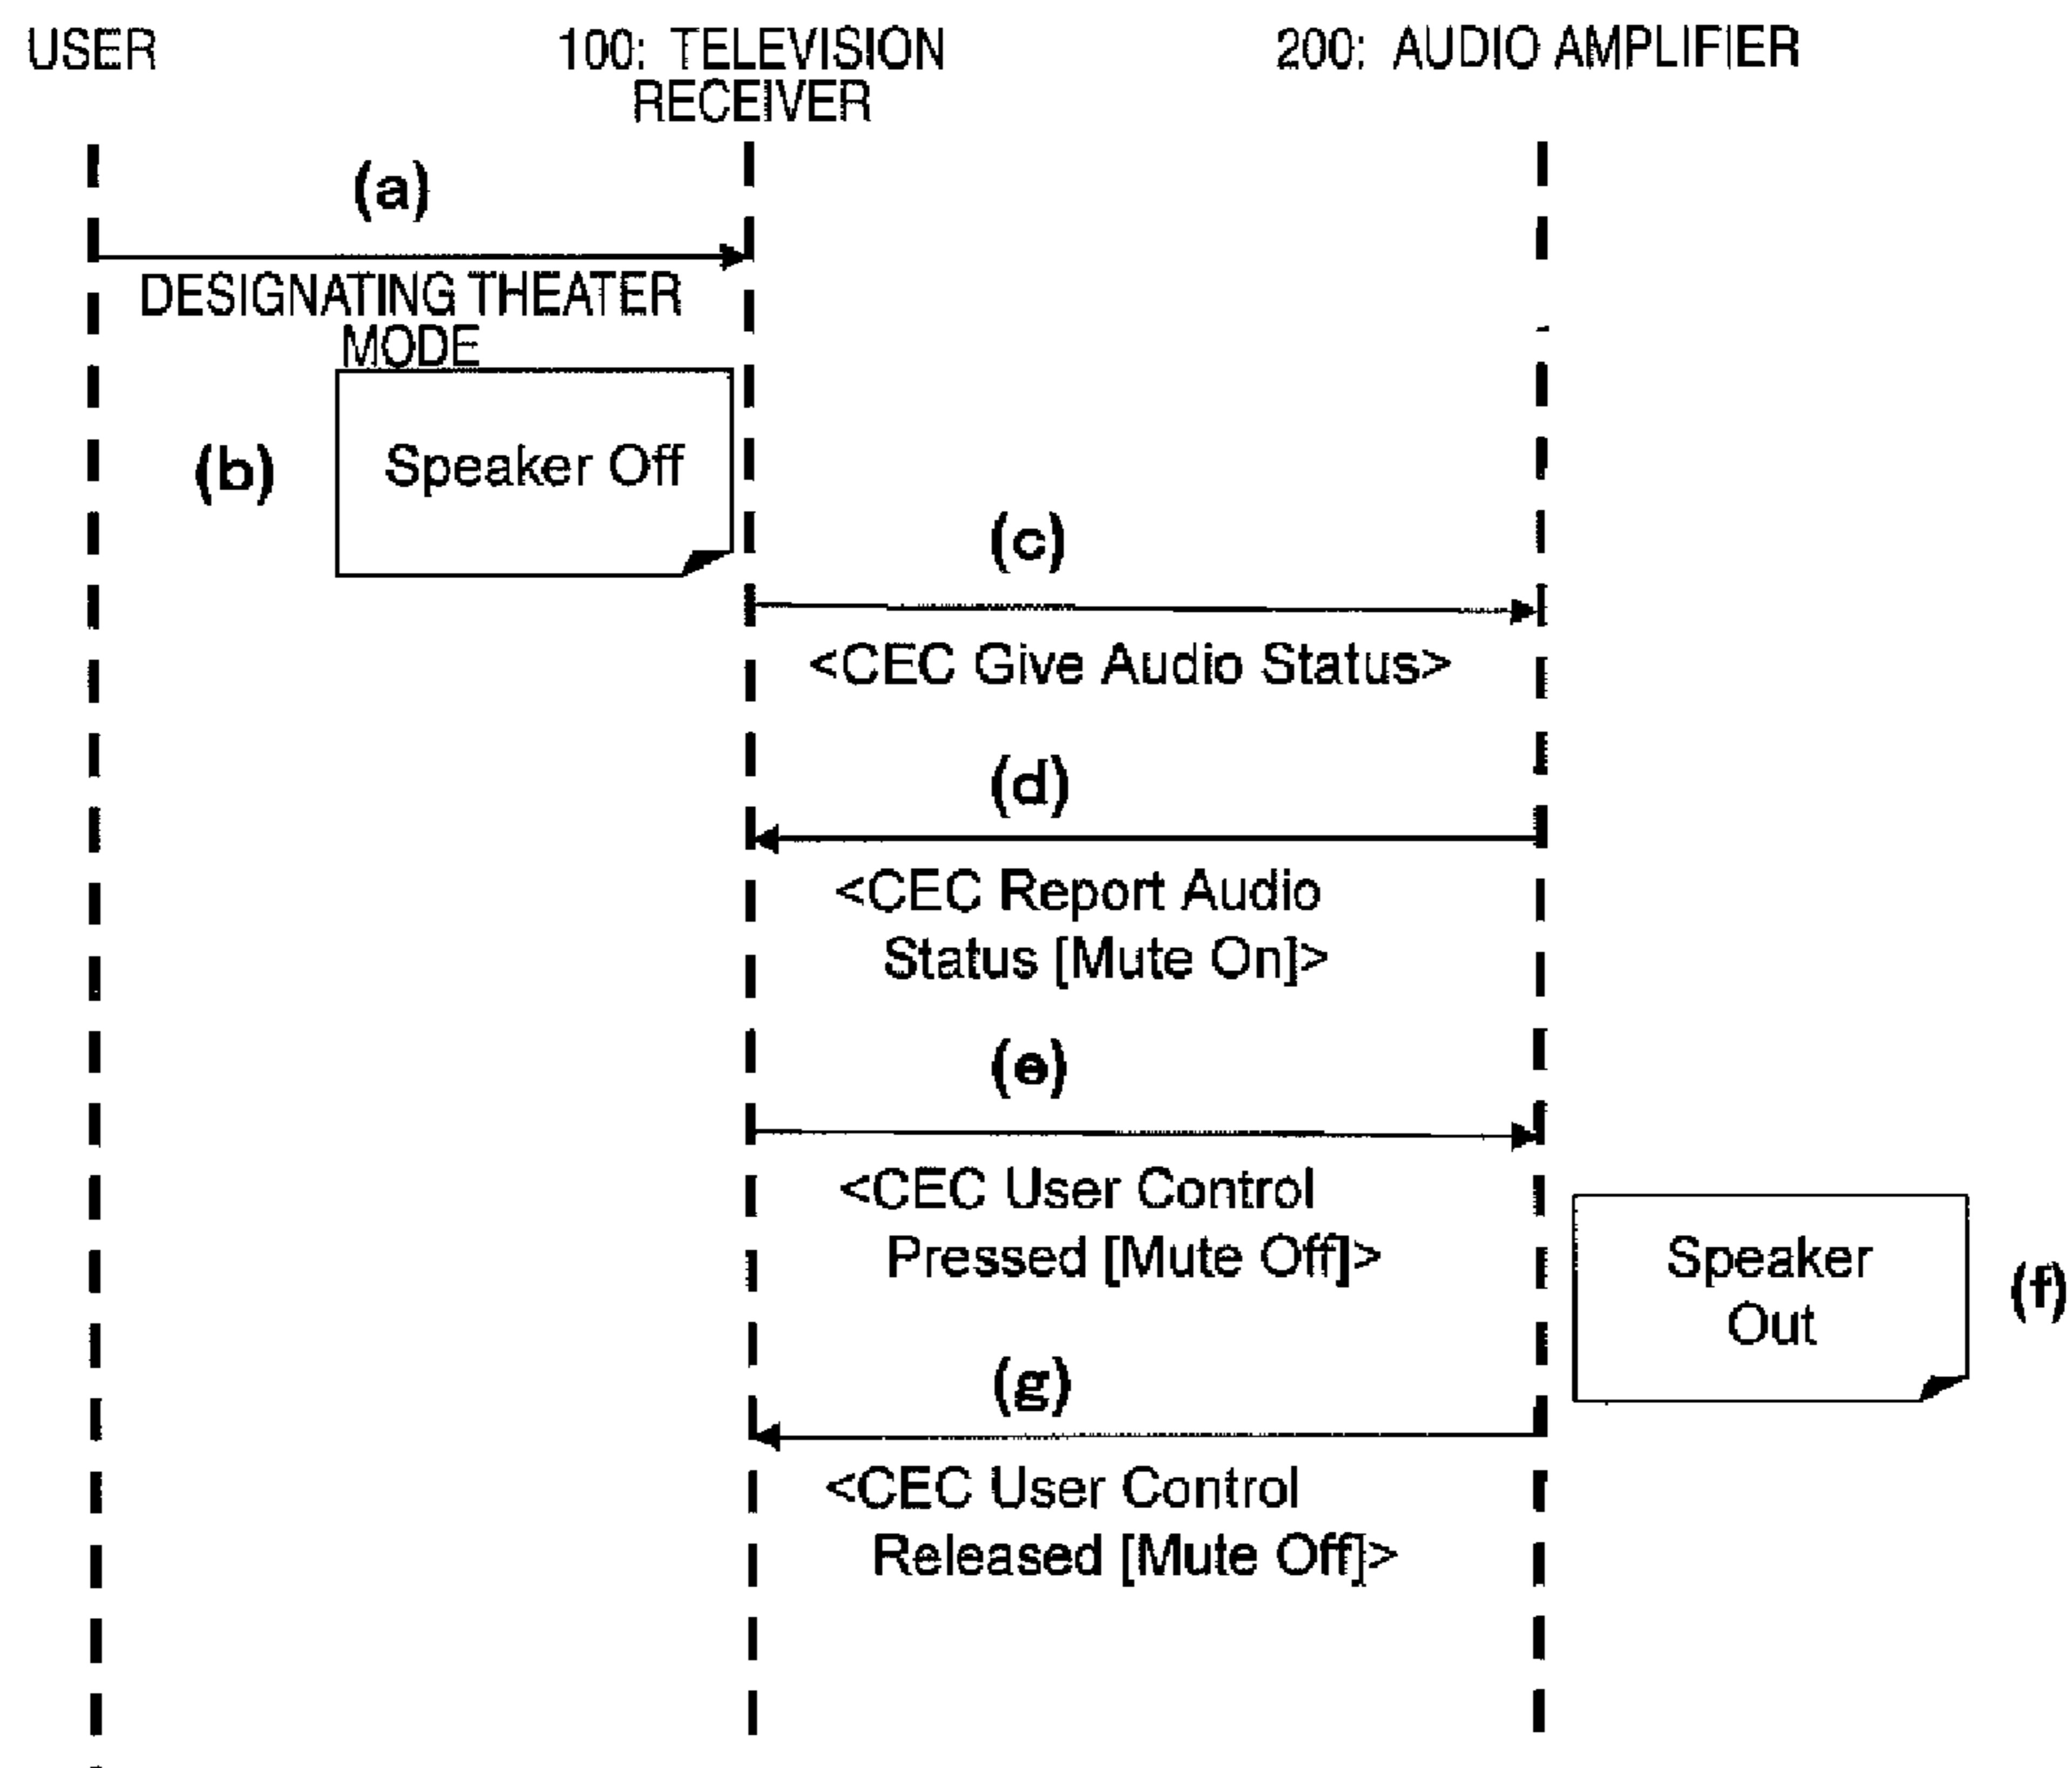 USER
100: TELEVISION
RECEIVER
200: AUDIO AMPLIFIER
(a)
DESIGNATING THEATER
MODE
(b)
Speaker Off
(c)
<CEC Give Audio Status>
(d)
<CEC Report Audio
Status [Mute On]>
(e)
<CEC User Control
Pressed [Mute Off]>
Speaker
Out
(f)
(g)
<CEC User Control
Released [Mute Off]>